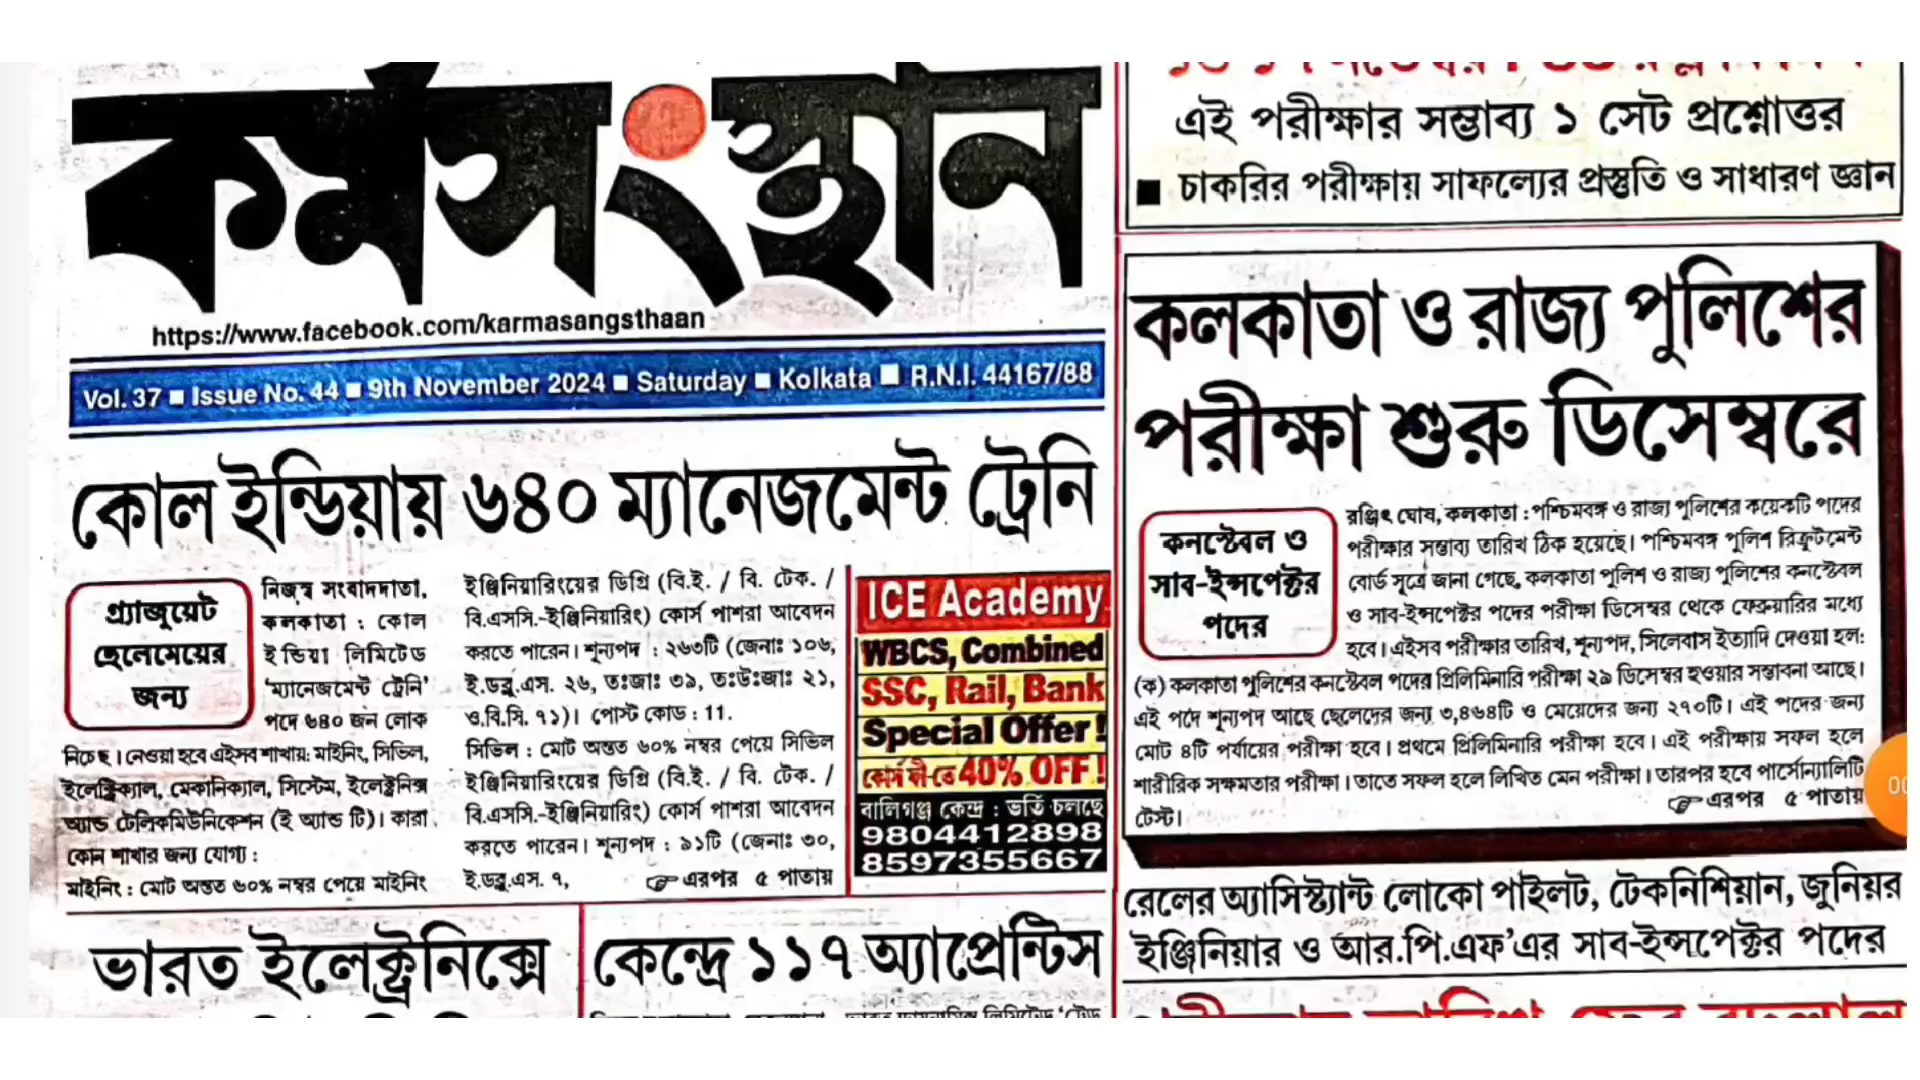 কর্মসংস্থান
https://www.facebook.com/karmasangsthaan
Vol. 37 ■ Issue No. 44 ■ 9th November 2024 ■ Saturday ■ Kolkata ■ R.N.I. 44167/88
কোল ইন্ডিয়ায় ৬৪০ ম্যানেজমেন্ট ট্রেনি
গ্র্যাজুয়েট
ছেলেমেয়ের
জন্য
নিজস্ব সংবাদদাতা,
কলকাতা : কোল
ইন্ডিয়া লিমিটেড
'ম্যানেজমেন্ট ট্রেনি'
পদে ৬৪০ জন লোক
নিচ্ছে। নেওয়া হবে এইসব শাখায়: মাইনিং, সিভিল,
ইলেক্ট্রিক্যাল, মেকানিক্যাল, সিস্টেম, ইলেক্ট্রনিক্স
অ্যান্ড টেলিকমিউনিকেশন (ই অ্যান্ড টি)। কারা
কোন শাখার জন্য যোগ্য :
মাইনিং : মোট অন্তত ৬০% নম্বর পেয়ে মাইনিং
ইঞ্জিনিয়ারিংয়ের ডিগ্রি (বি.ই. / বি. টেক. /
বি.এসসি.-ইঞ্জিনিয়ারিং) কোর্স পাশরা আবেদন
করতে পারেন। শূন্যপদ : ২৬৩টি (জেনাঃ ১০৬,
ই.ডব্লু.এস. ২৬, তঃজাঃ ৩৯, তঃউঃজাঃ ২১,
ও.বি.সি. ৭১)। পোস্ট কোড : 11.
সিভিল : মোট অন্তত ৬০% নম্বর পেয়ে সিভিল
ইঞ্জিনিয়ারিংয়ের ডিগ্রি (বি.ই. / বি. টেক. /
বি.এসসি.-ইঞ্জিনিয়ারিং) কোর্স পাশরা আবেদন
করতে পারেন। শূন্যপদ : ৯১টি (জেনাঃ ৩০,
ই.ডব্লু.এস. ৭, ☞ এরপর ৫ পাতায়
ICE Academy
WBCS, Combined
SSC, Rail, Bank
Special Offer !
কোর্স ফী-তে 40% OFF !
বালিগঞ্জ কেন্দ্র : ভর্তি চলছে
9804412898
8597355667
ভারত ইলেক্ট্রনিক্সে
কেন্দ্রে ১১৭ অ্যাপ্রেন্টিস
এই পরীক্ষার সম্ভাব্য ১ সেট প্রশ্নোত্তর
■ চাকরির পরীক্ষায় সাফল্যের প্রস্তুতি ও সাধারণ জ্ঞান
কলকাতা ও রাজ্য পুলিশের
পরীক্ষা শুরু ডিসেম্বরে
কনস্টেবল ও
সাব-ইন্সপেক্টর
পদের
রঞ্জিৎ ঘোষ, কলকাতা : পশ্চিমবঙ্গ ও রাজ্য পুলিশের কয়েকটি পদের
পরীক্ষার সম্ভাব্য তারিখ ঠিক হয়েছে। পশ্চিমবঙ্গ পুলিশ রিক্রুটমেন্ট
বোর্ড সূত্রে জানা গেছে, কলকাতা পুলিশ ও রাজ্য পুলিশের কনস্টেবল
ও সাব-ইন্সপেক্টর পদের পরীক্ষা ডিসেম্বর থেকে ফেব্রুয়ারির মধ্যে
হবে। এইসব পরীক্ষার তারিখ, শূন্যপদ, সিলেবাস ইত্যাদি দেওয়া হল:
(ক) কলকাতা পুলিশের কনস্টেবল পদের প্রিলিমিনারি পরীক্ষা ২৯ ডিসেম্বর হওয়ার সম্ভাবনা আছে।
এই পদে শূন্যপদ আছে ছেলেদের জন্য ৩,৪৬৪টি ও মেয়েদের জন্য ২৭০টি। এই পদের জন্য
মোট ৪টি পর্যায়ের পরীক্ষা হবে। প্রথমে প্রিলিমিনারি পরীক্ষা হবে। এই পরীক্ষায় সফল হলে
শারীরিক সক্ষমতার পরীক্ষা। তাতে সফল হলে লিখিত মেন পরীক্ষা। তারপর হবে পার্সোন্যালিটি
টেস্ট। ☞ এরপর ৫ পাতায়
রেলের অ্যাসিস্ট্যান্ট লোকো পাইলট, টেকনিশিয়ান, জুনিয়র
ইঞ্জিনিয়ার ও আর.পি.এফ'এর সাব-ইন্সপেক্টর পদের